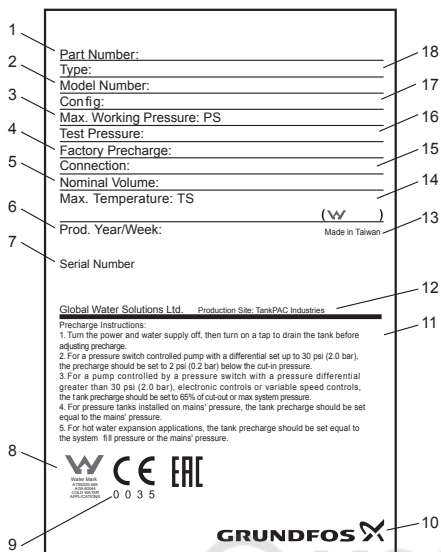 1
Part Number:
18
Type:
2
Model Number:
17
Config:
3
Max. Working Pressure: PS
16
Test Pressure:
4
Factory Precharge:
15
Connection:
5
Nominal Volume:
14
Max. Temperature: TS
( )
6
Prod. Year/Week:
Made in Taiwan
13
7
Serial Number
12
Global Water Solutions Ltd. Production Site: TankPAC Industries
11
Precharge Instructions:
1. Turn the power and water supply off, then turn on a tap to drain the tank before
adjusting precharge.
2. For a pressure switch controlled pump with a differential set up to 30 psi (2.0 bar),
the precharge should be set to 2 psi (0.2 bar) below the cut-in pressure.
3. For a pump controlled by a pressure switch with a pressure differential
greater than 30 psi (2.0 bar), electronic controls or variable speed controls,
the tank precharge should be set to 65% of cut-out or max system pressure.
4. For pressure tanks installed on mains' pressure, the tank precharge should be set
equal to the mains' pressure.
5. For hot water expansion applications, the tank precharge should be set equal to
the system fill pressure or the mains' pressure.
8
CE EAC
Water Mark
COLD WATER
APPLICATIONS
0 0 3 5
9
GRUNDFOS
10